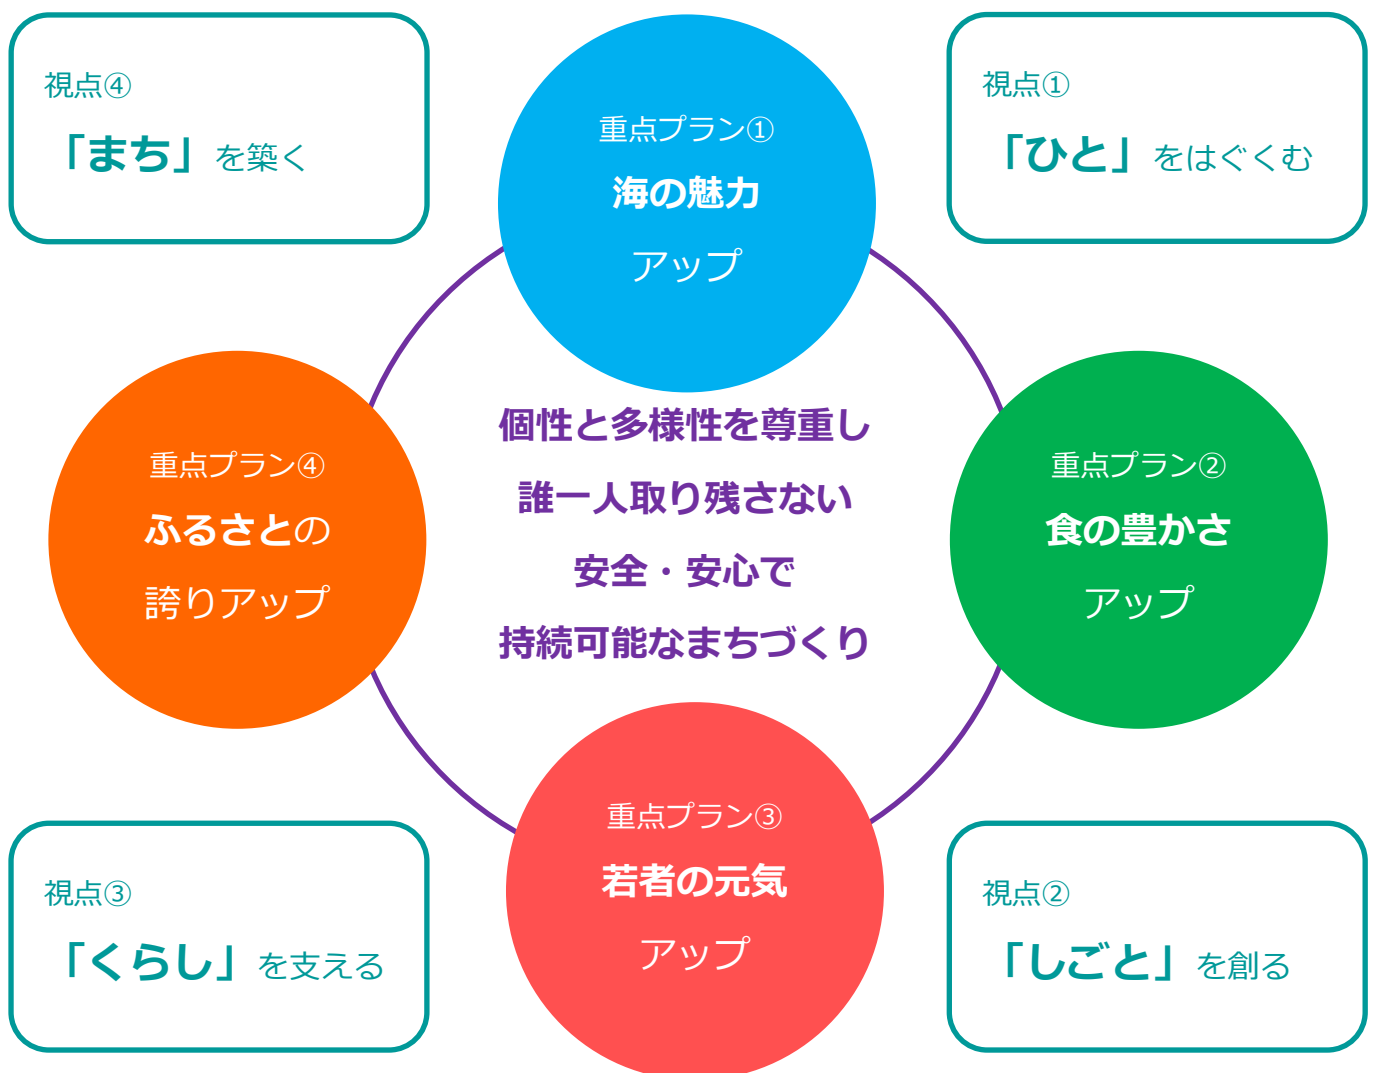 視点④
「まち」を築く
重点プラン①
海の魅力
アップ
視点①
「ひと」をはぐくむ
重点プラン④
ふるさとの
誇りアップ
個性と多様性を尊重し
誰一人取り残さない
安全・安心で
持続可能なまちづくり
重点プラン②
食の豊かさ
アップ
視点③
「くらし」を支える
重点プラン③
若者の元気
アップ
視点②
「しごと」を創る